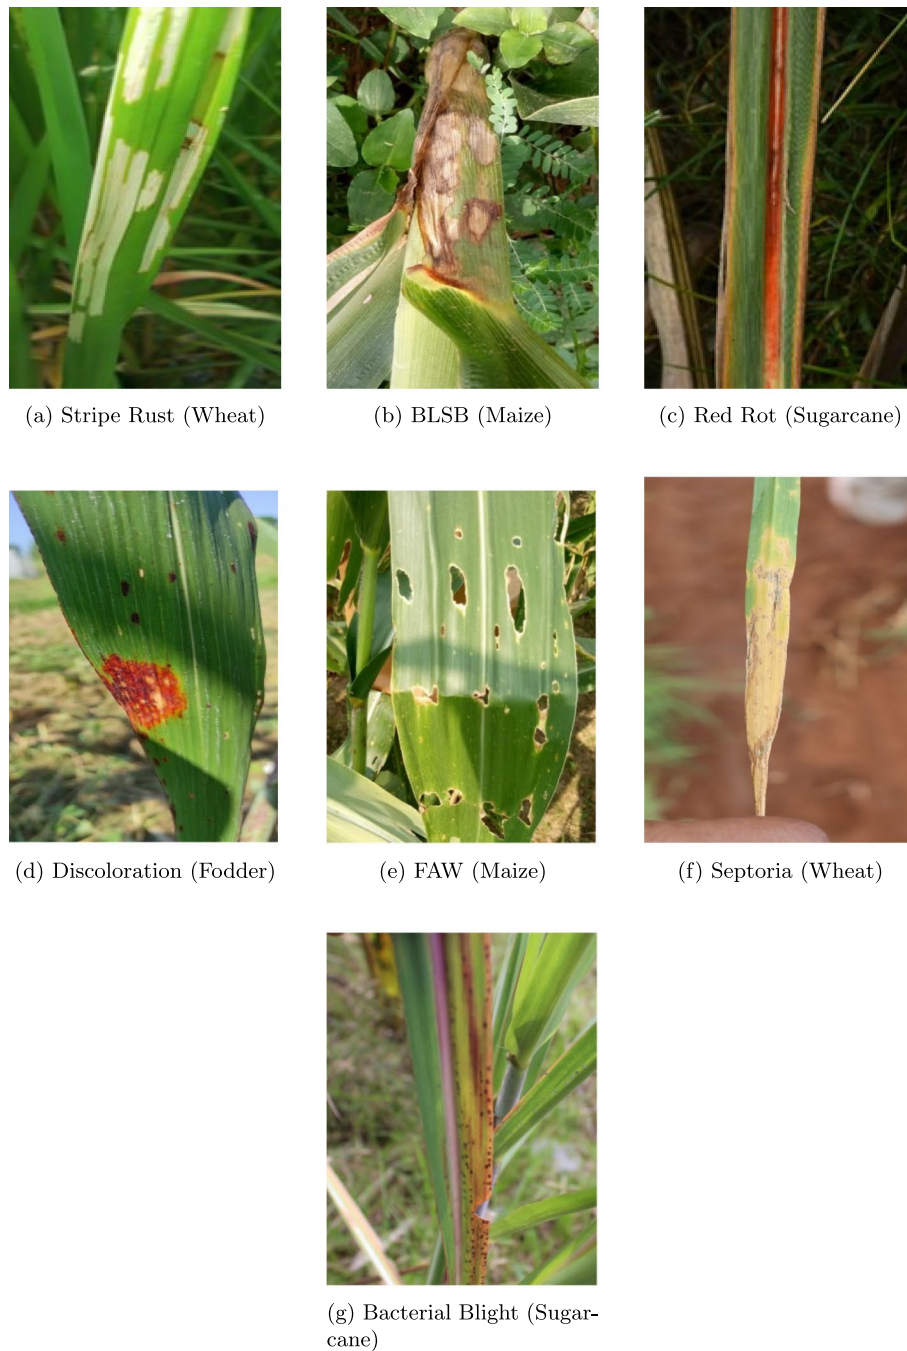 (a) Stripe Rust (Wheat)
(b) BLSB (Maize)
(c) Red Rot (Sugarcane)
(d) Discoloration (Fodder)
(e) FAW (Maize)
(f) Septoria (Wheat)
(g) Bacterial Blight (Sugar-
cane)